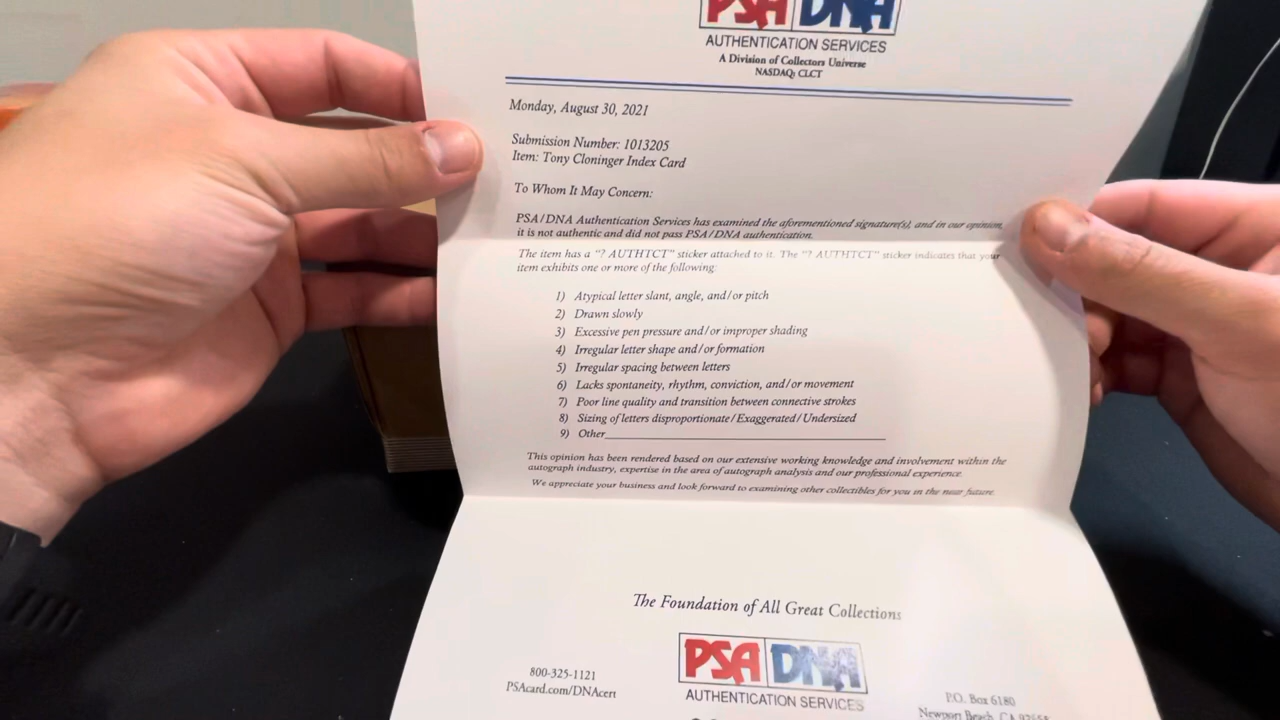 PSA DNA
AUTHENTICATION SERVICES
A Division of Collectors Universe
NASDAQ: CLCT
Monday, August 30, 2021
Submission Number: 1013205
Item: Tony Cloninger Index Card
To Whom It May Concern:
PSA/DNA Authentication Services has examined the aforementioned signature(s), and in our opinion,
it is not authentic and did not pass PSA/DNA authentication.
The item has a "? AUTHTCT" sticker attached to it. The "? AUTHTCT" sticker indicates that your
item exhibits one or more of the following:
1) Atypical letter slant, angle, and/or pitch
2) Drawn slowly
3) Excessive pen pressure and/or improper shading
4) Irregular letter shape and/or formation
5) Irregular spacing between letters
6) Lacks spontaneity, rhythm, conviction, and/or movement
7) Poor line quality and transition between connective strokes
8) Sizing of letters disproportionate/Exaggerated/Undersized
9) Other
This opinion has been rendered based on our extensive working knowledge and involvement within the
autograph industry, expertise in the area of autograph analysis and our professional experience.
We appreciate your business and look forward to examining other collectibles for you in the near future.
The Foundation of All Great Collections
PSA DNA
AUTHENTICATION SERVICES
800-325-1121
PSAcard.com/DNAcert
P.O. Box 6180
Newport Beach, CA